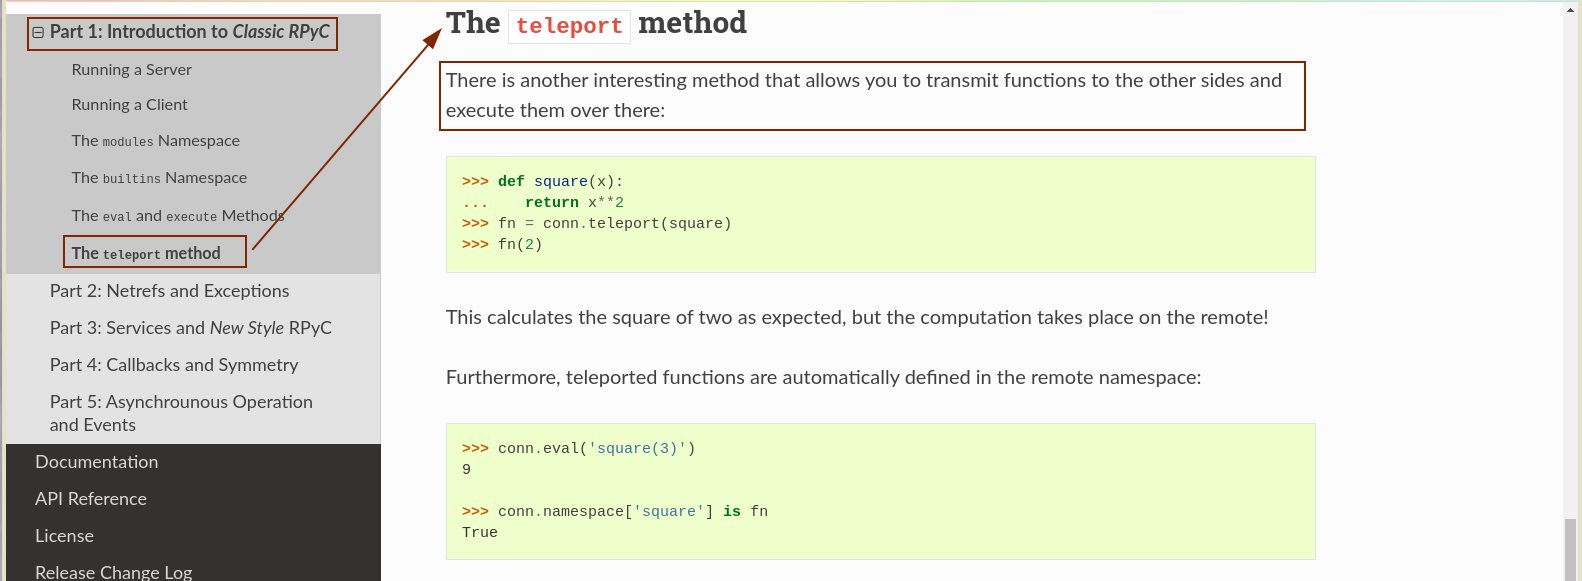 Part 1: Introduction to Classic RPyC
Running a Server
Running a Client
The modules Namespace
The builtins Namespace
The eval and execute Methods
The teleport method
Part 2: Netrefs and Exceptions
Part 3: Services and New Style RPyC
Part 4: Callbacks and Symmetry
Part 5: Asynchrounous Operation
and Events
Documentation
API Reference
License
Release Change Log
The teleport method
There is another interesting method that allows you to transmit functions to the other sides and
execute them over there:
>>> def square(x):
...    return x**2
>>> fn = conn.teleport(square)
>>> fn(2)
This calculates the square of two as expected, but the computation takes place on the remote!
Furthermore, teleported functions are automatically defined in the remote namespace:
>>> conn.eval('square(3)')
9
>>> conn.namespace['square'] is fn
True